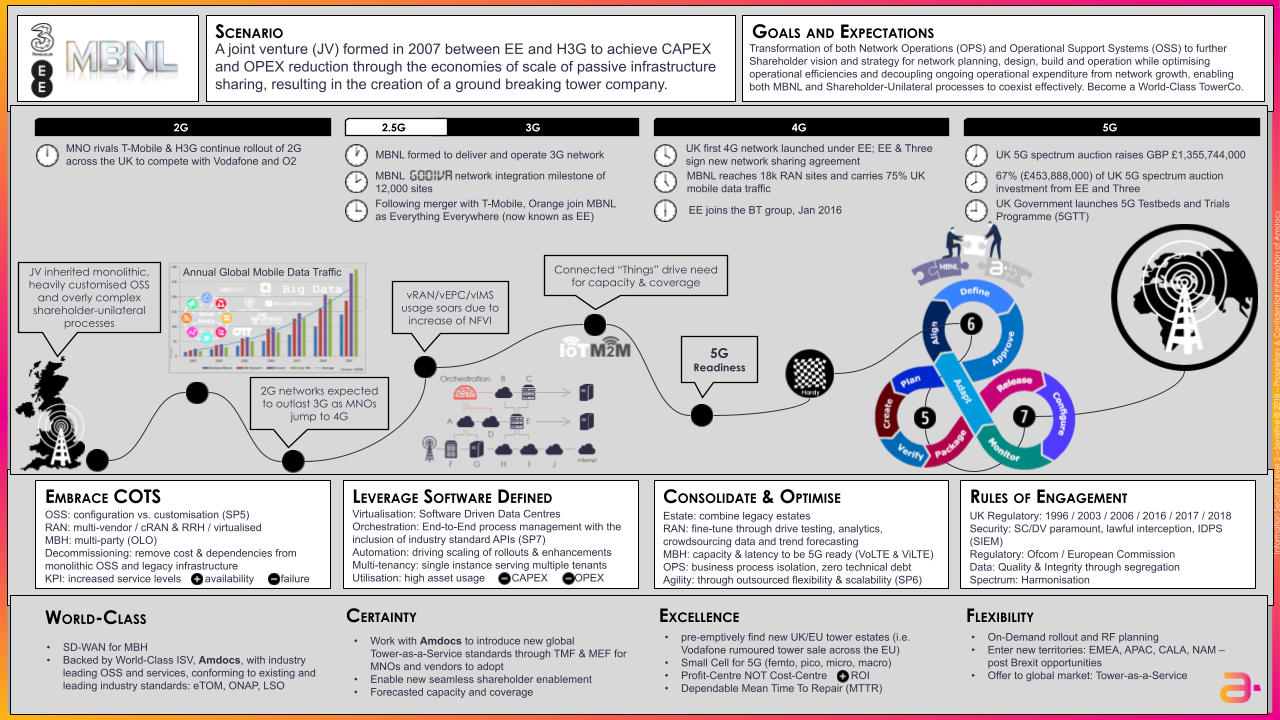 3
EE
MBNL
SCENARIO
A joint venture (JV) formed in 2007 between EE and H3G to achieve CAPEX
and OPEX reduction through the economies of scale of passive infrastructure
sharing, resulting in the creation of a ground breaking tower company.
GOALS AND EXPECTATIONS
Transformation of both Network Operations (OPS) and Operational Support Systems (OSS) to further
Shareholder vision and strategy for network planning, design, build and operation while optimising
operational efficiencies and decoupling ongoing operational expenditure from network growth, enabling
both MBNL and Shareholder-Unilateral processes to coexist effectively. Become a World-Class TowerCo.
2G
MNO rivals T-Mobile & H3G continue rollout of 2G
across the UK to compete with Vodafone and O2
2.5G
3G
MBNL formed to deliver and operate 3G network
MBNL GODIVA network integration milestone of
12,000 sites
Following merger with T-Mobile, Orange join MBNL
as Everything Everywhere (now known as EE)
4G
UK first 4G network launched under EE; EE & Three
sign new network sharing agreement
MBNL reaches 18k RAN sites and carries 75% UK
mobile data traffic
EE joins the BT group, Jan 2016
5G
UK 5G spectrum auction raises GBP £1,355,744,000
67% (£453,888,000) of UK 5G spectrum auction
investment from EE and Three
UK Government launches 5G Testbeds and Trials
Programme (5GTT)
JV inherited monolithic,
heavily customised OSS
and overly complex
shareholder-unilateral
processes
Annual Global Mobile Data Traffic
Big Data
OTT
2G networks expected
to outlast 3G as MNOs
jump to 4G
vRAN/vEPC/vIMS
usage soars due to
increase of NFVI
Orchestration B C
A
E
D
F G H I J
Internet
Connected “Things” drive need
for capacity & coverage
IoT M2M
5G
Readiness
Hardy
MBNL
a
Define
Align
6
Approve
Plan
Adapt
Release
Create
5
7
Configure
Verify
Package
Monitor
EMBRACE COTS
OSS: configuration vs. customisation (SP5)
RAN: multi-vendor / cRAN & RRH / virtualised
MBH: multi-party (OLO)
Decommissioning: remove cost & dependencies from
monolithic OSS and legacy infrastructure
KPI: increased service levels + availability − failure
LEVERAGE SOFTWARE DEFINED
Virtualisation: Software Driven Data Centres
Orchestration: End-to-End process management with the
inclusion of industry standard APIs (SP7)
Automation: driving scaling of rollouts & enhancements
Multi-tenancy: single instance serving multiple tenants
Utilisation: high asset usage − CAPEX − OPEX
CONSOLIDATE & OPTIMISE
Estate: combine legacy estates
RAN: fine-tune through drive testing, analytics,
crowdsourcing data and trend forecasting
MBH: capacity & latency to be 5G ready (VoLTE & ViLTE)
OPS: business process isolation, zero technical debt
Agility: through outsourced flexibility & scalability (SP6)
RULES OF ENGAGEMENT
UK Regulatory: 1996 / 2003 / 2006 / 2016 / 2017 / 2018
Security: SC/DV paramount, lawful interception, IDPS
(SIEM)
Regulatory: Ofcom / European Commission
Data: Quality & Integrity through segregation
Spectrum: Harmonisation
WORLD-CLASS
• SD-WAN for MBH
• Backed by World-Class ISV, Amdocs, with industry
leading OSS and services, conforming to existing and
leading industry standards: eTOM, ONAP, LSO
CERTAINTY
• Work with Amdocs to introduce new global
Tower-as-a-Service standards through TMF & MEF for
MNOs and vendors to adopt
• Enable new seamless shareholder enablement
• Forecasted capacity and coverage
EXCELLENCE
• pre-emptively find new UK/EU tower estates (i.e.
Vodafone rumoured tower sale across the EU)
• Small Cell for 5G (femto, pico, micro, macro)
• Profit-Centre NOT Cost-Centre + ROI
• Dependable Mean Time To Repair (MTTR)
FLEXIBILITY
• On-Demand rollout and RF planning
• Enter new territories: EMEA, APAC, CALA, NAM –
post Brexit opportunities
• Offer to global market: Tower-as-a-Service
Information Security Level 2 – Sensitive © 2018 – Proprietary & Confidential Information of Amdocs